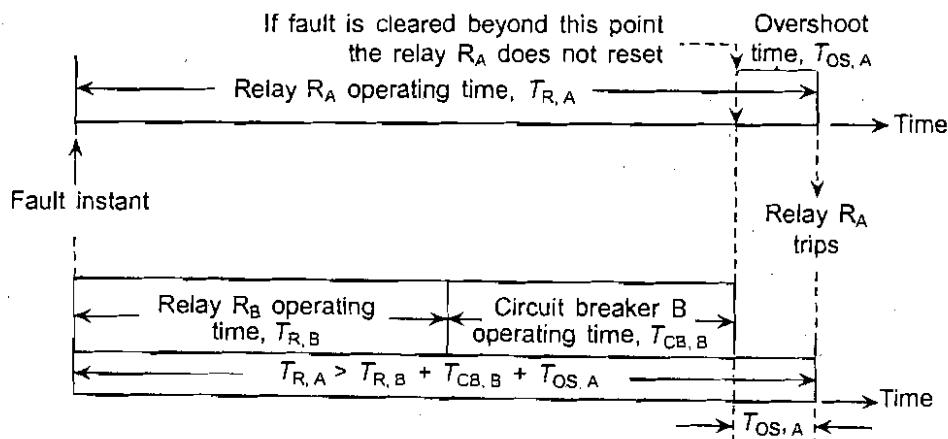 If fault is cleared beyond this point
the relay R_A does not reset
Overshoot
time, T_OS, A
Relay R_A operating time, T_R, A
Time
Fault instant
Relay R_A
trips
Relay R_B operating
time, T_R, B
Circuit breaker B
operating time, T_CB, B
T_R, A > T_R, B + T_CB, B + T_OS, A
Time
T_OS, A